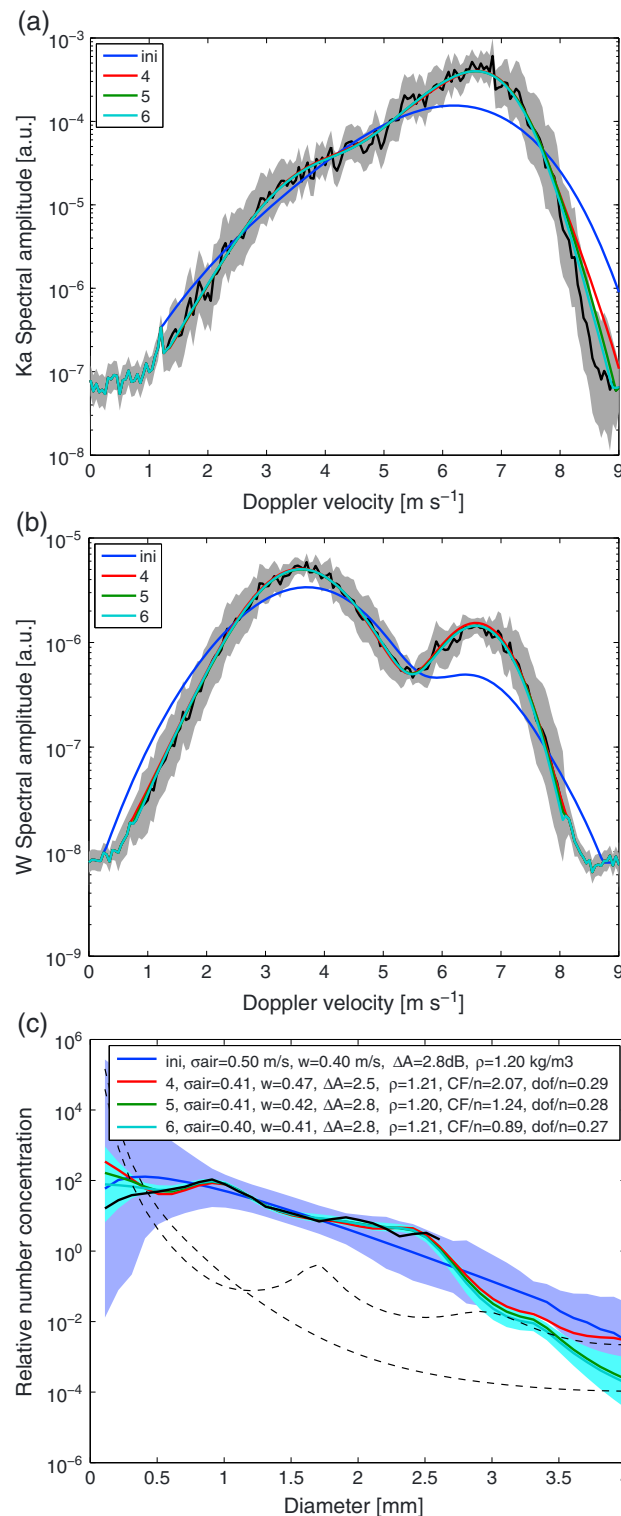 (a)
10⁻³
10⁻⁴
10⁻⁵
10⁻⁶
10⁻⁷
10⁻⁸
Ka Spectral amplitude [a.u.]
ini
4
5
6
0 1 2 3 4 5 6 7 8 9
Doppler velocity [m s⁻¹]
(b)
10⁻⁵
10⁻⁶
10⁻⁷
10⁻⁸
10⁻⁹
W Spectral amplitude [a.u.]
ini
4
5
6
0 1 2 3 4 5 6 7 8 9
Doppler velocity [m s⁻¹]
(c)
10⁶
10⁴
10²
10⁰
10⁻²
10⁻⁴
10⁻⁶
Relative number concentration
ini, σair=0.50 m/s, w=0.40 m/s, ΔA=2.8dB, ρ=1.20 kg/m3
4, σair=0.41, w=0.47, ΔA=2.5, ρ=1.21, CF/n=2.07, dof/n=0.29
5, σair=0.41, w=0.42, ΔA=2.8, ρ=1.20, CF/n=1.24, dof/n=0.28
6, σair=0.40, w=0.41, ΔA=2.8, ρ=1.21, CF/n=0.89, dof/n=0.27
0 0.5 1 1.5 2 2.5 3 3.5 4
Diameter [mm]